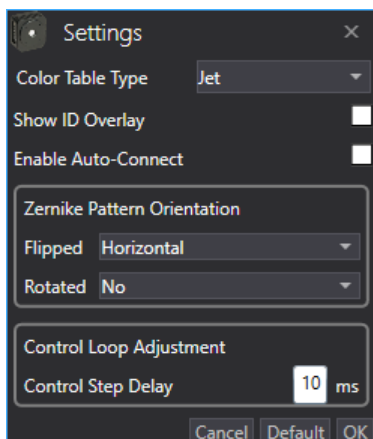 Settings
Color Table Type Jet
Show ID Overlay
Enable Auto-Connect
Zernike Pattern Orientation
Flipped Horizontal
Rotated No
Control Loop Adjustment
Control Step Delay 10 ms
Cancel Default OK